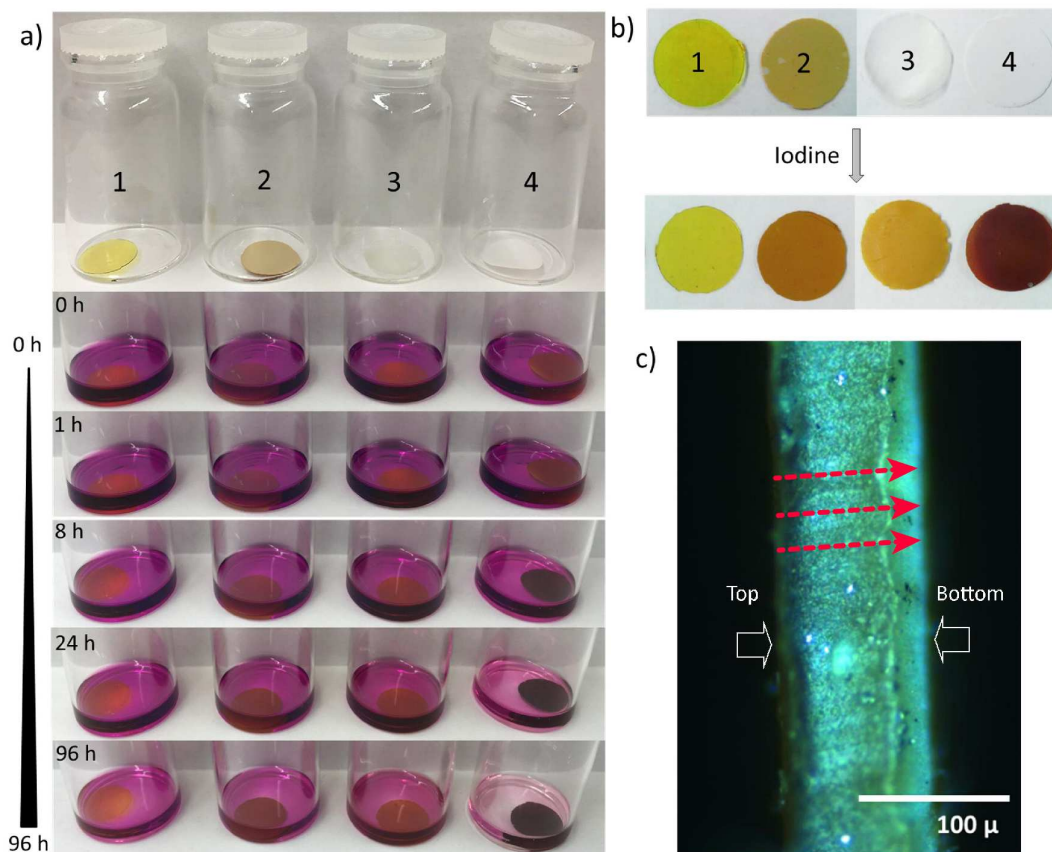 a)
1 2 3 4
0 h
1 h
8 h
24 h
96 h
0 h
96 h
b)
1 2 3 4
Iodine
c)
Top
Bottom
100 µ